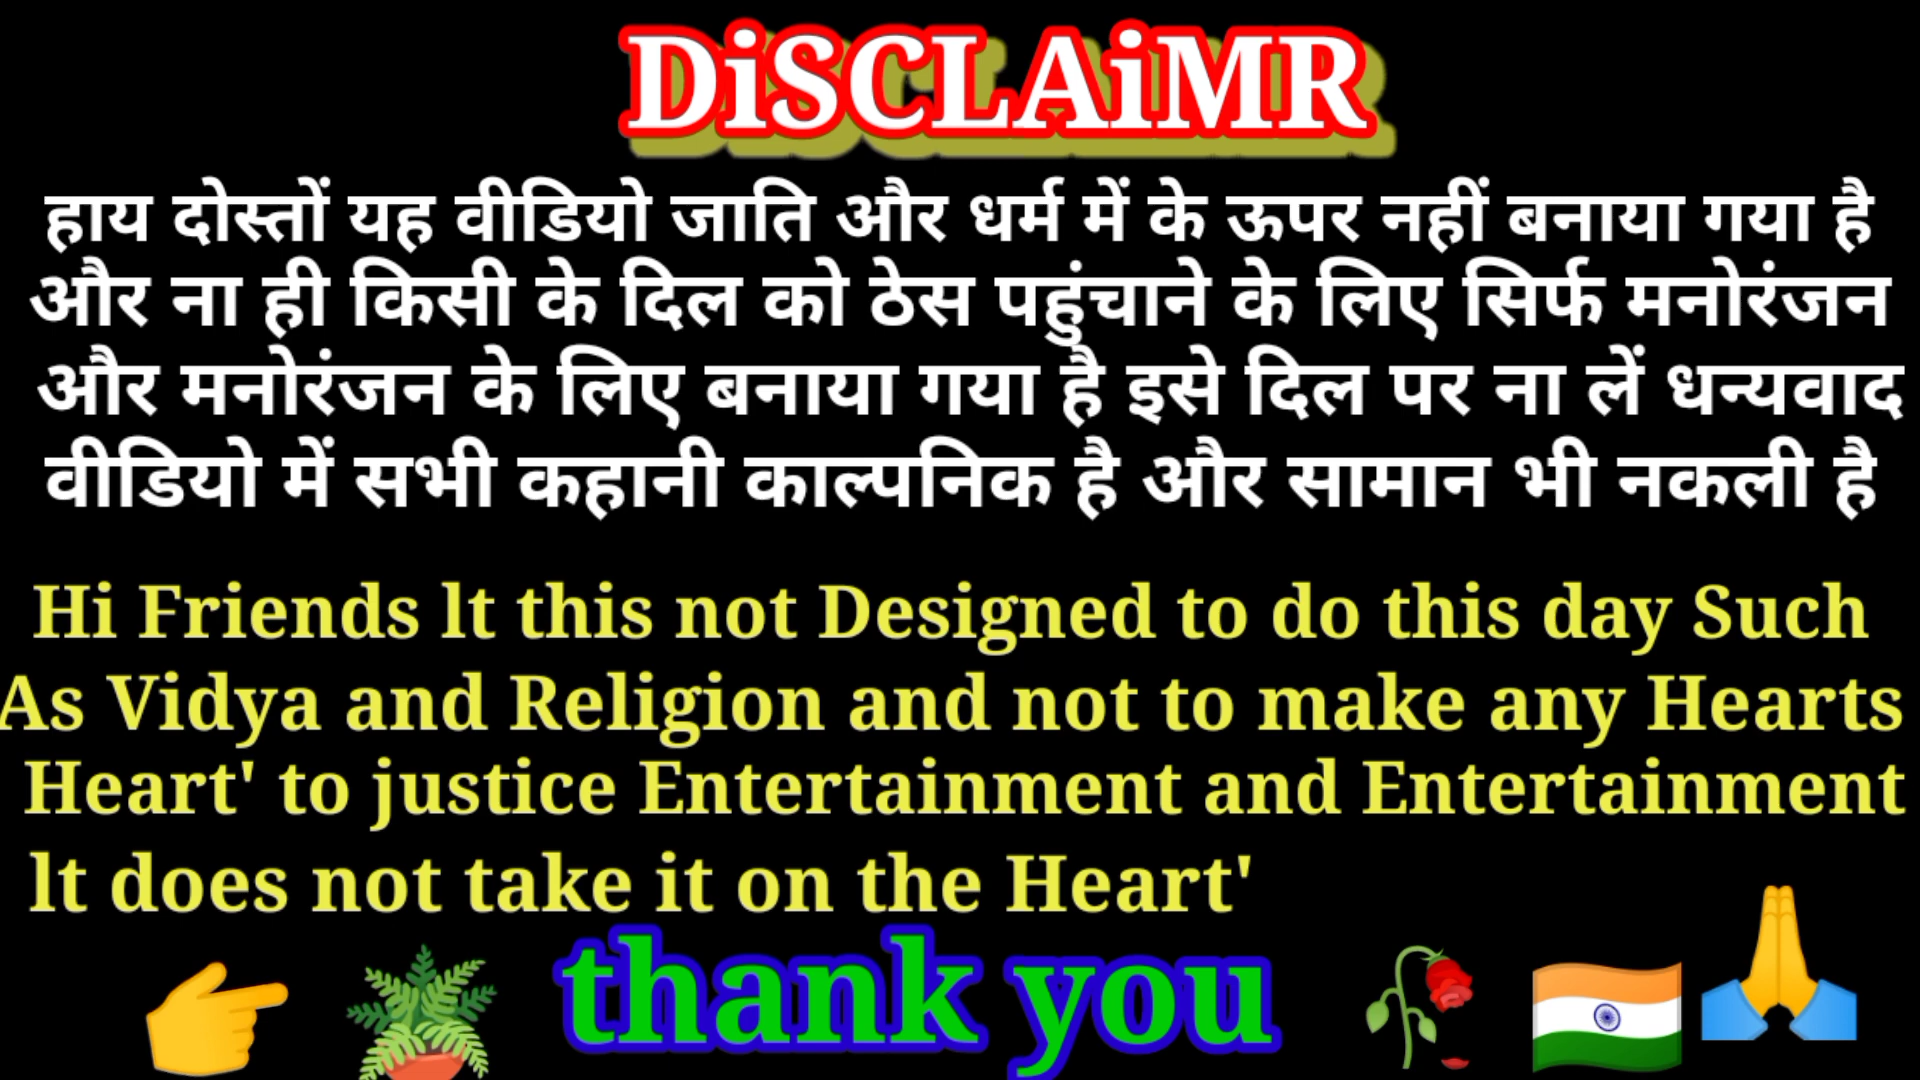 DiSCLAiMR
हाय दोस्तों यह वीडियो जाति और धर्म में के ऊपर नहीं बनाया गया है
और ना ही किसी के दिल को ठेस पहुंचाने के लिए सिर्फ मनोरंजन
और मनोरंजन के लिए बनाया गया है इसे दिल पर ना लें धन्यवाद
वीडियो में सभी कहानी काल्पनिक है और सामान भी नकली है
Hi Friends lt this not Designed to do this day Such
As Vidya and Religion and not to make any Hearts
Heart' to justice Entertainment and Entertainment
lt does not take it on the Heart'
thank you